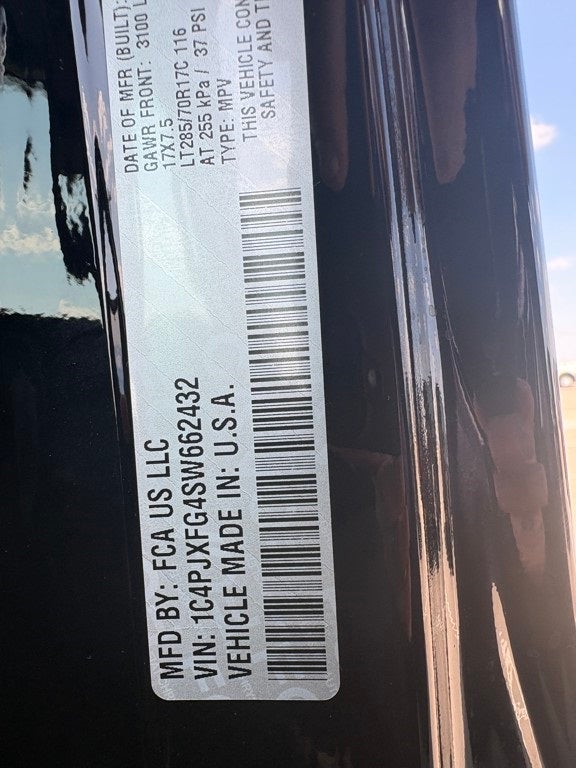 MFD BY: FCA US LLC
VIN: 1C4PJXFG4SW662432
VEHICLE MADE IN: U.S.A.
DATE OF MFR (BUILT):
GAWR FRONT: 3100 L
17X7.5
LT285/70R17C 116
AT 255 kPa / 37 PSI
TYPE: MPV
THIS VEHICLE CON
SAFETY AND T